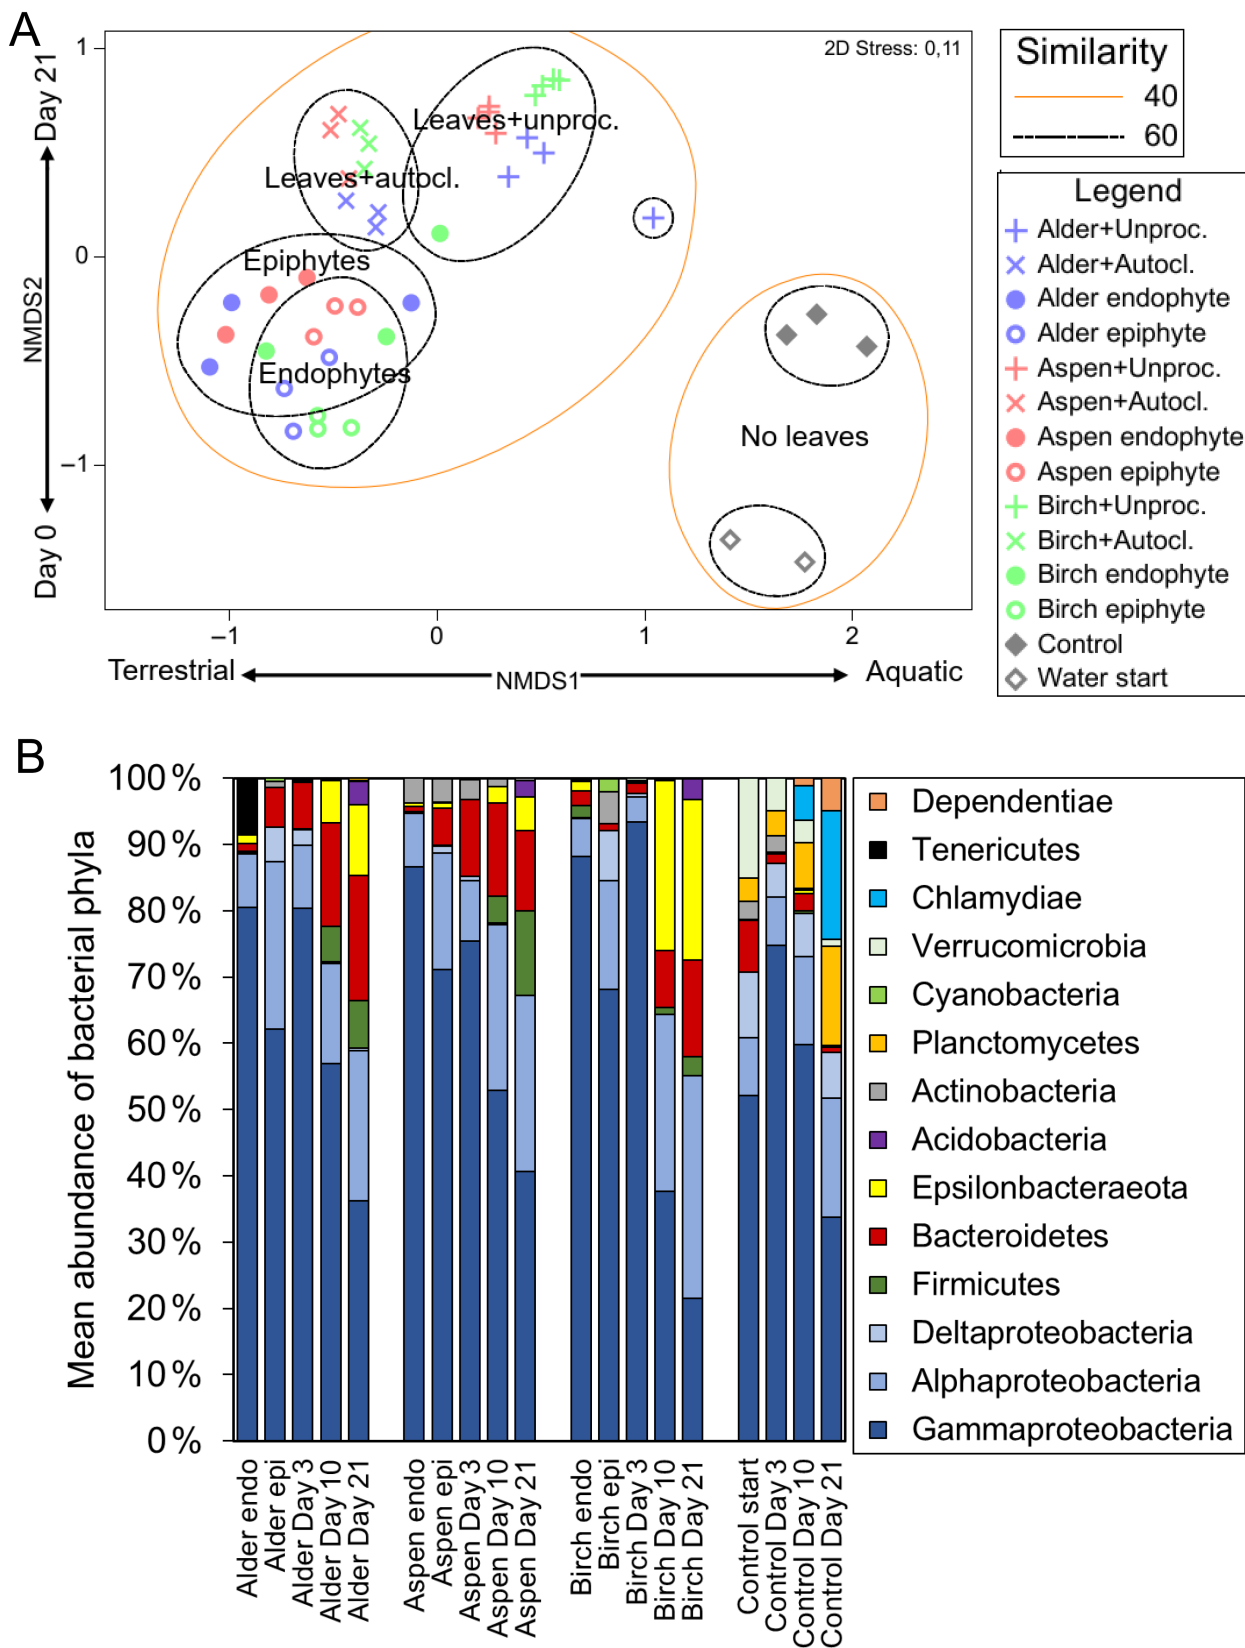 A
2D Stress: 0,11
Day 21
NMDS2
Day 0
1
0
−1
Leaves+unproc.
Leaves+autocl.
Epiphytes
Endophytes
No leaves
−1
0
1
2
Terrestrial
NMDS1
Aquatic
Similarity
40
60
Legend
Alder+Unproc.
Alder+Autocl.
Alder endophyte
Alder epiphyte
Aspen+Unproc.
Aspen+Autocl.
Aspen endophyte
Aspen epiphyte
Birch+Unproc.
Birch+Autocl.
Birch endophyte
Birch epiphyte
Control
Water start
B
Mean abundance of bacterial phyla
100 %
90 %
80 %
70 %
60 %
50 %
40 %
30 %
20 %
10 %
0 %
Alder endo
Alder epi
Alder Day 3
Alder Day 10
Alder Day 21
Aspen endo
Aspen epi
Aspen Day 3
Aspen Day 10
Aspen Day 21
Birch endo
Birch epi
Birch Day 3
Birch Day 10
Birch Day 21
Control start
Control Day 3
Control Day 10
Control Day 21
Dependentiae
Tenericutes
Chlamydiae
Verrucomicrobia
Cyanobacteria
Planctomycetes
Actinobacteria
Acidobacteria
Epsilonbacteraeota
Bacteroidetes
Firmicutes
Deltaproteobacteria
Alphaproteobacteria
Gammaproteobacteria